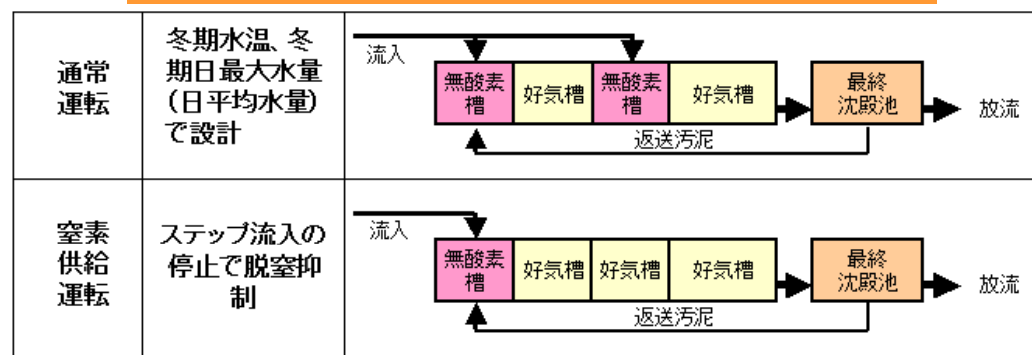 通常
運転
冬期水温、冬
期日最大水量
(日平均水量)
で設計
流入
無酸素
槽
好気槽
無酸素
槽
好気槽
最終
沈殿池
放流
返送汚泥
窒素
供給
運転
ステップ流入の
停止で脱窒抑
制
流入
無酸素
槽
好気槽
好気槽
好気槽
最終
沈殿池
放流
返送汚泥